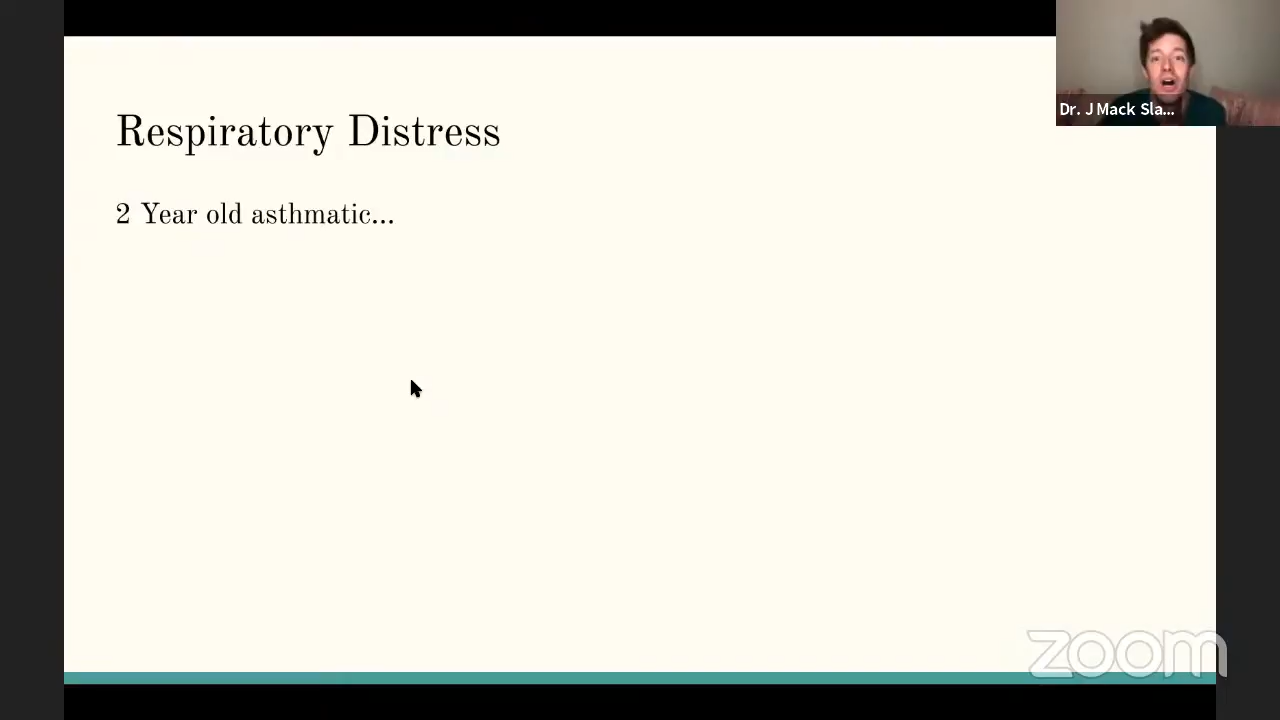 Respiratory Distress
2 Year old asthmatic...
Dr. J Mack Sla...
zoom